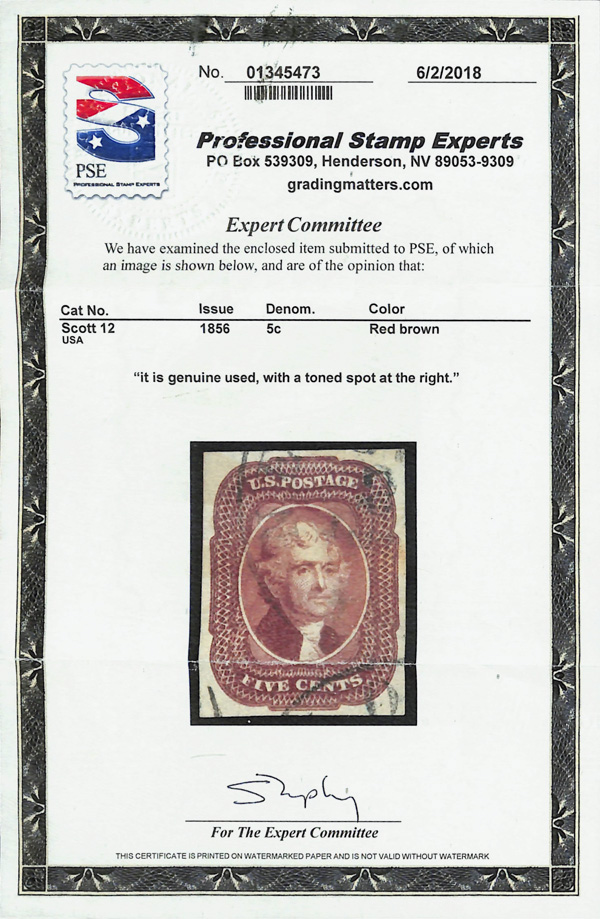 No. 01345473 6/2/2018
PSE
PROFESSIONAL STAMP EXPERTS
Professional Stamp Experts
PO Box 539309, Henderson, NV 89053-9309
gradingmatters.com
Expert Committee
We have examined the enclosed item submitted to PSE, of which
an image is shown below, and are of the opinion that:
Cat No. Issue Denom. Color
Scott 12 1856 5c Red brown
USA
“it is genuine used, with a toned spot at the right.”
U.S. POSTAGE
FIVE CENTS
For The Expert Committee
THIS CERTIFICATE IS PRINTED ON WATERMARKED PAPER AND IS NOT VALID WITHOUT WATERMARK